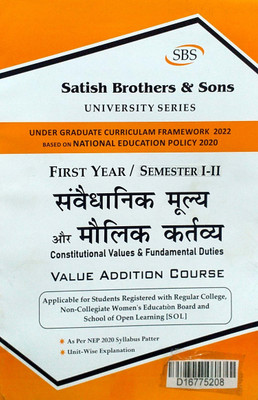 SBS
Satish Brothers & Sons
UNIVERSITY SERIES
UNDER GRADUATE CURRICULAM FRAMEWORK 2022
BASED ON NATIONAL EDUCATION POLICY 2020
FIRST YEAR / SEMESTER I-II
संवैधानिक मूल्य
और मौलिक कर्तव्य
Constitutional Values & Fundamental Duties
VALUE ADDITION COURSE
Applicable for Students Registered with Regular College,
Non-Collegiate Women's Education Board and
School of Open Learning [SOL]
As Per NEP 2020 Syllabus Patter
Unit-Wise Explanation
D16775208